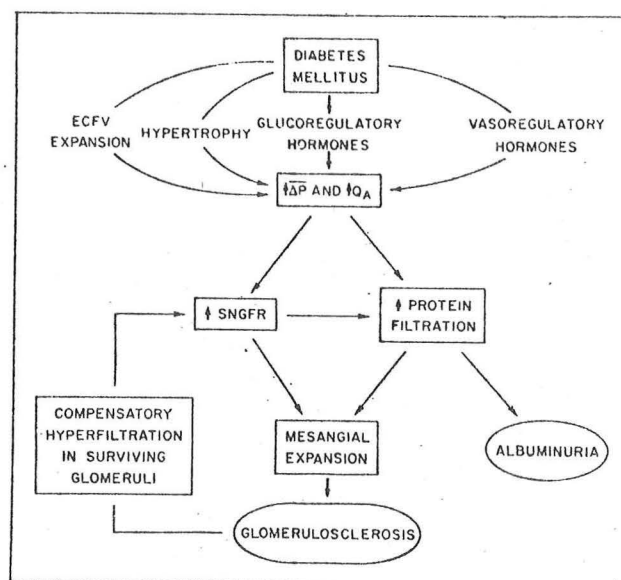 DIABETES
MELLITUS
ECFV
EXPANSION
HYPERTROPHY
GLUCOREGULATORY
HORMONES
VASOREGULATORY
HORMONES
↑ΔP̅ AND ↑QA
↑ SNGFR
↑ PROTEIN
FILTRATION
COMPENSATORY
HYPERFILTRATION
IN SURVIVING
GLOMERULI
MESANGIAL
EXPANSION
ALBUMINURIA
GLOMERULOSCLEROSIS